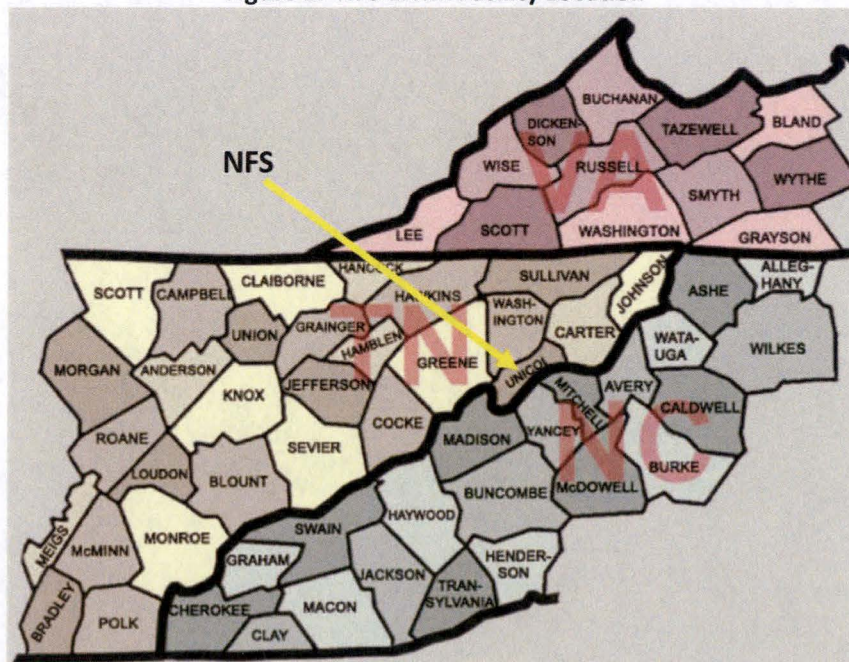 BUCHANAN
DICKEN-
SON
TAZEWELL
BLAND
VA
NFS
WISE
RUSSELL
SMYTH
WYTHE
LEE
SCOTT
WASHINGTON
GRAYSON
SCOTT
CAMPBELL
CLAIBORNE
HANCOCK
HAWKINS
SULLIVAN
JOHNSON
ASHE
ALLEG-
HANY
UNION
GRAINGER
HAMBLEN
TN
GREENE
WASH-
INGTON
CARTER
WATA-
UGA
WILKES
MORGAN
ANDERSON
KNOX
JEFFERSON
UNICOI
MITCHELL
AVERY
CALDWELL
ROANE
LOUDON
BLOUNT
SEVIER
COCKE
MADISON
YANCEY
NC
McDOWELL
BURKE
MEIGS
McMINN
MONROE
SWAIN
HAYWOOD
BUNCOMBE
GRAHAM
JACKSON
HENDER-
SON
BRADLEY
POLK
CHEROKEE
MACON
TRAN-
SYLVANIA
CLAY